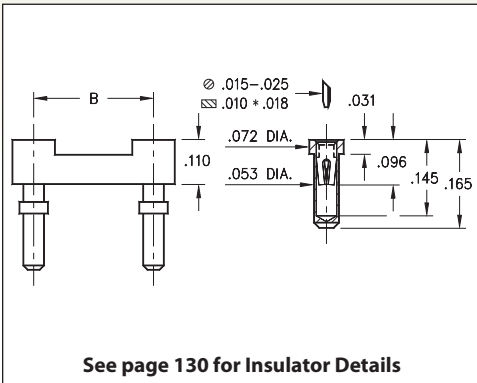 ⌀ .015–.025
▨ .010 * .018
B
.031
.072 DIA.
.110
.096
.053 DIA.
.145
.165
See page 130 for Insulator Details